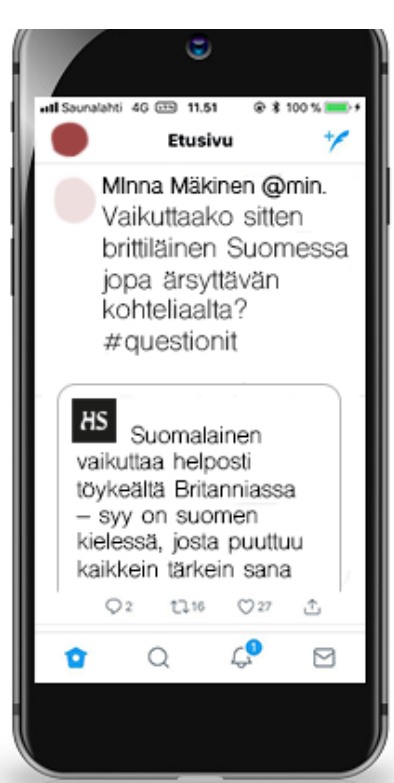 Saunalahti 4G 11.51 100 %
Etusivu
MInna Mäkinen @min.
Vaikuttaako sitten
brittiläinen Suomessa
jopa ärsyttävän
kohteliaalta?
#questionit
HS Suomalainen
vaikuttaa helposti
töykeältä Britanniassa
– syy on suomen
kielessä, josta puuttuu
kaikkein tärkein sana
2 16 27
1